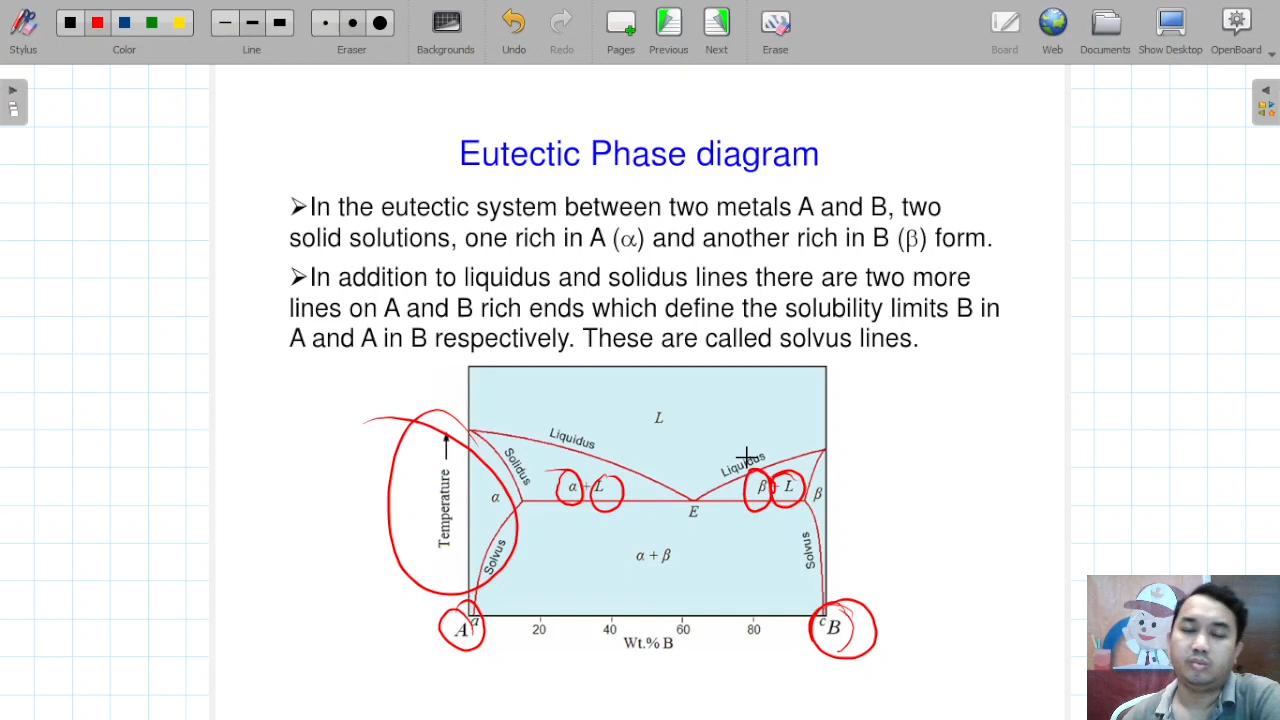 Stylus
Color
Line
Eraser
Backgrounds
Undo
Redo
Pages
Previous
Next
Erase
Board
Web
Documents
Show Desktop
OpenBoard
Eutectic Phase diagram
➢In the eutectic system between two metals A and B, two
solid solutions, one rich in A (α) and another rich in B (β) form.
➢In addition to liquidus and solidus lines there are two more
lines on A and B rich ends which define the solubility limits B in
A and A in B respectively. These are called solvus lines.
L
Liquidus
Liquidus
Solidus
α + L
β + L
α
β
E
Temperature
Solvus
α + β
Solvus
A
a
20
40
60
80
c
B
Wt.% B